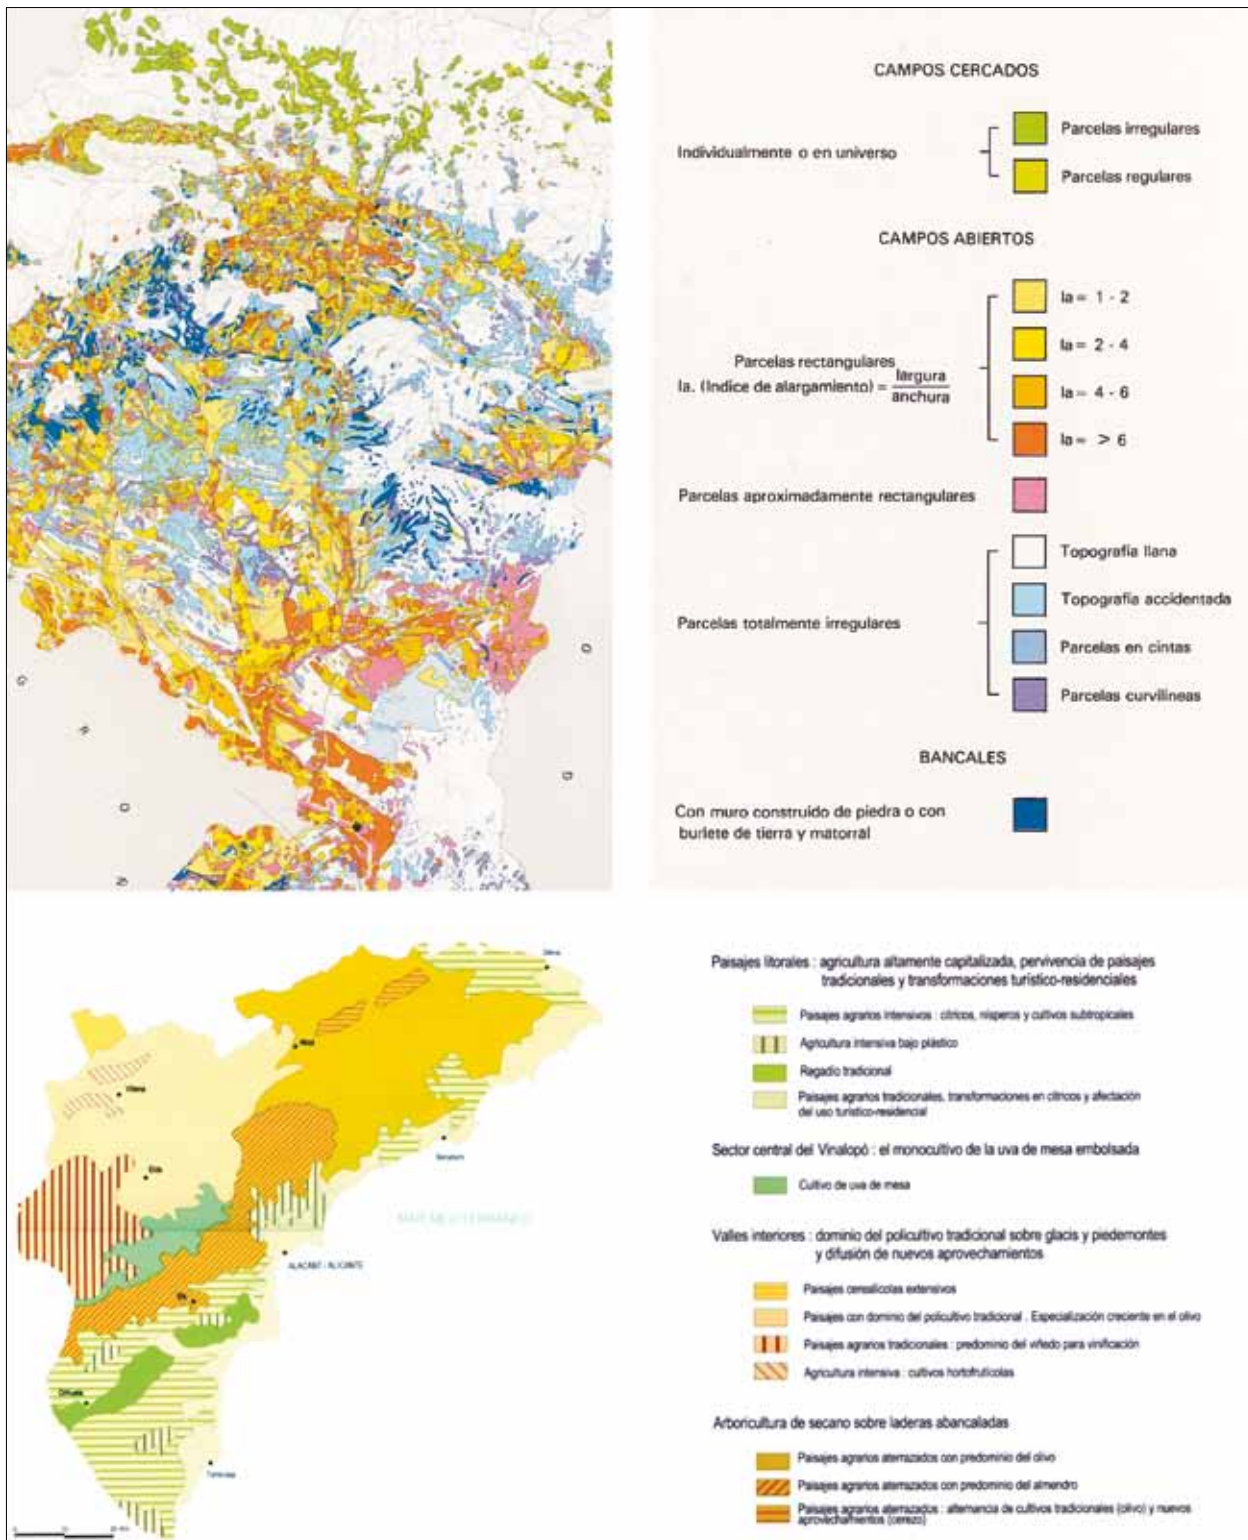 CAMPOS CERCADOS
Individualmente o en universo
Parcelas irregulares
Parcelas regulares
CAMPOS ABIERTOS
Parcelas rectangulares
Ia. (Indice de alargamiento) = largura
anchura
Ia = 1 - 2
Ia = 2 - 4
Ia = 4 - 6
Ia = > 6
Parcelas aproximadamente rectangulares
Parcelas totalmente irregulares
Topografía llana
Topografía accidentada
Parcelas en cintas
Parcelas curvilíneas
BANCALES
Con muro construido de piedra o con
burlete de tierra y matorral
O
D
G
R
D
O
N
Dénia
Alcoi
Villena
Elda
Benidorm
MAR MEDITERRANEO
ALACANT - ALICANTE
Elx
Orihuela
Torrevieja
Paisajes litorales : agricultura altamente capitalizada, pervivencia de paisajes
tradicionales y transformaciones turístico-residenciales
Paisajes agrarios intensivos : cítricos, nísperos y cultivos subtropicales
Agricultura intensiva bajo plástico
Regadío tradicional
Paisajes agrarios tradicionales, transformaciones en cítricos y afectación
del uso turístico-residencial
Sector central del Vinalopó : el monocultivo de la uva de mesa embolsada
Cultivo de uva de mesa
Valles interiores : dominio del policultivo tradicional sobre glacis y piedemontes
y difusión de nuevos aprovechamientos
Paisajes cerealícolas extensivos
Paisajes con dominio del policultivo tradicional . Especialización creciente en el olivo
Paisajes agrarios tradicionales : predominio del viñedo para vinificación
Agricultura intensiva : cultivos hortofrutícolas
Arboricultura de secano sobre laderas abancaladas
Paisajes agrarios aterrazados con predominio del olivo
Paisajes agrarios aterrazados con predominio del almendro
Paisajes agrarios aterrazados : alternancia de cultivos tradicionales (olivo) y nuevos
aprovechamientos (cerezo)